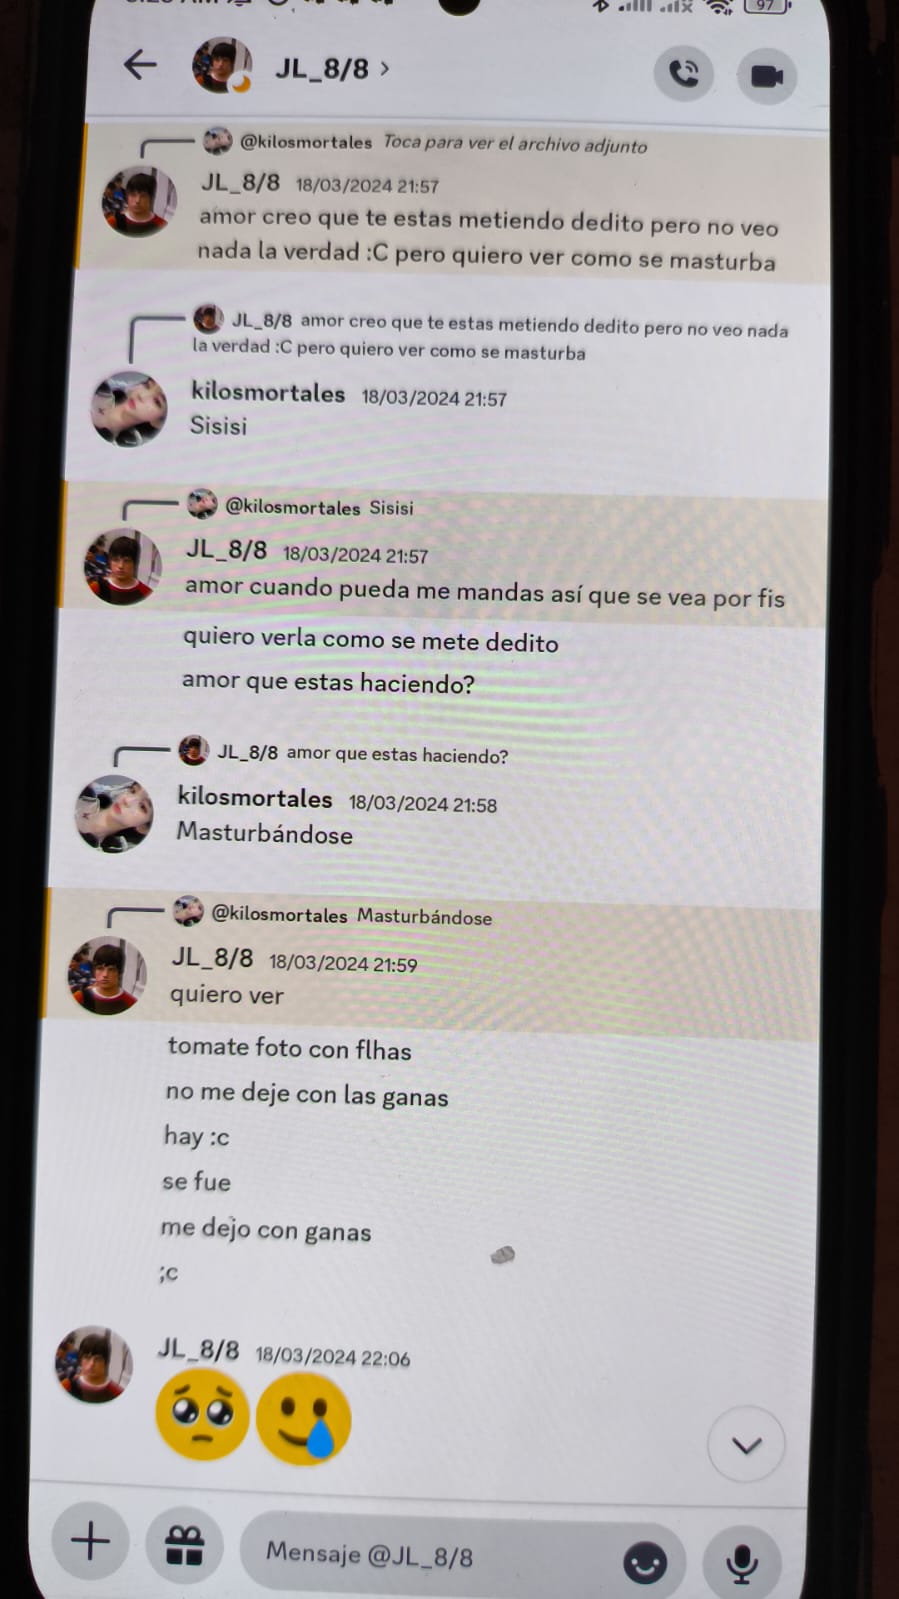 97
JL_8/8 >
@kilosmortales Toca para ver el archivo adjunto
JL_8/8 18/03/2024 21:57
amor creo que te estas metiendo dedito pero no veo
nada la verdad :C pero quiero ver como se masturba
JL_8/8 amor creo que te estas metiendo dedito pero no veo nada
la verdad :C pero quiero ver como se masturba
kilosmortales 18/03/2024 21:57
Sisisi
@kilosmortales Sisisi
JL_8/8 18/03/2024 21:57
amor cuando pueda me mandas así que se vea por fis
quiero verla como se mete dedito
amor que estas haciendo?
JL_8/8 amor que estas haciendo?
kilosmortales 18/03/2024 21:58
Masturbándose
@kilosmortales Masturbándose
JL_8/8 18/03/2024 21:59
quiero ver
tomate foto con flhas
no me deje con las ganas
hay :c
se fue
me dejo con ganas
;c
JL_8/8 18/03/2024 22:06
Mensaje @JL_8/8